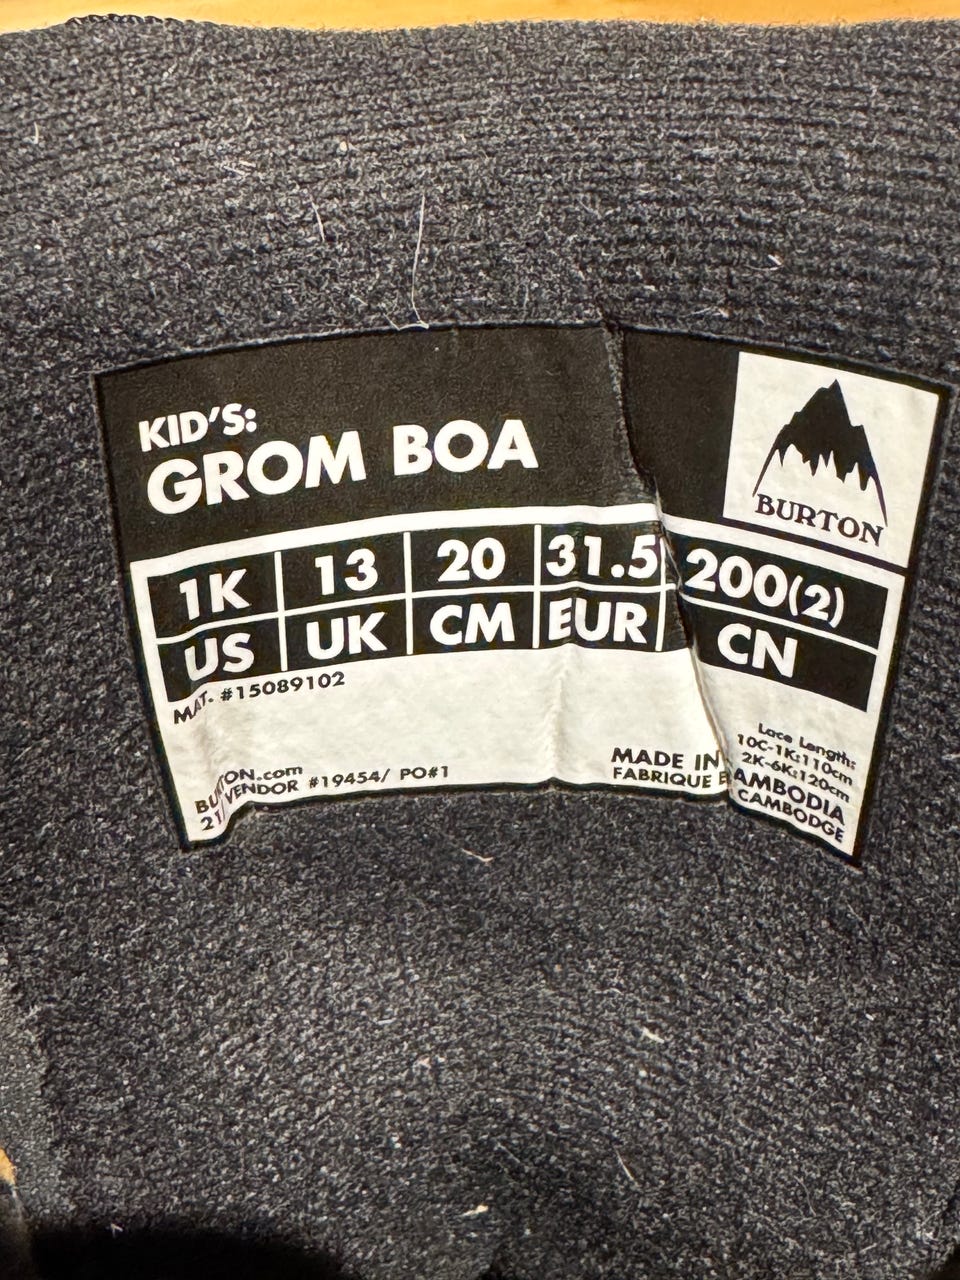 KID'S:
GROM BOA
BURTON
1K 13 20 31.5 200(2)
US UK CM EUR CN
MAT. #15089102
Lace Length:
10C-1K:110cm
2K-6K:120cm
BURTON.com
VENDOR #19454/ PO#1
MADE IN CAMBODIA
FABRIQUE CAMBODGE